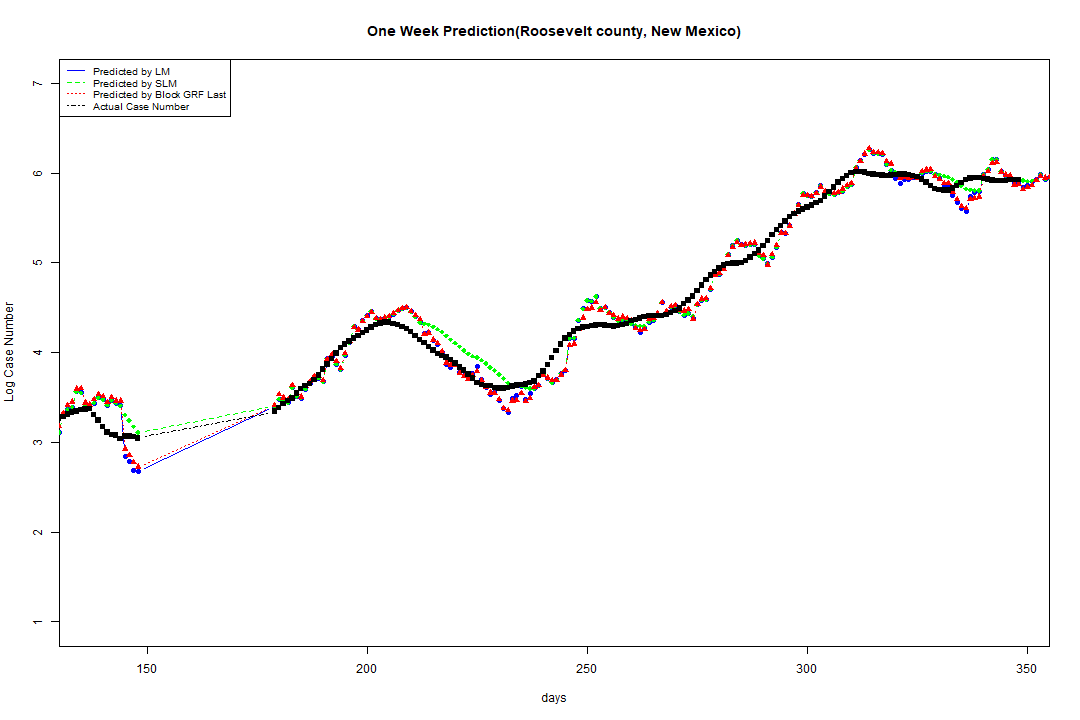 One Week Prediction(Roosevelt county, New Mexico)
Predicted by LM
Predicted by SLM
Predicted by Block GRF Last
Actual Case Number
Log Case Number
7
6
5
4
3
2
1
150 200 250 300 350
days